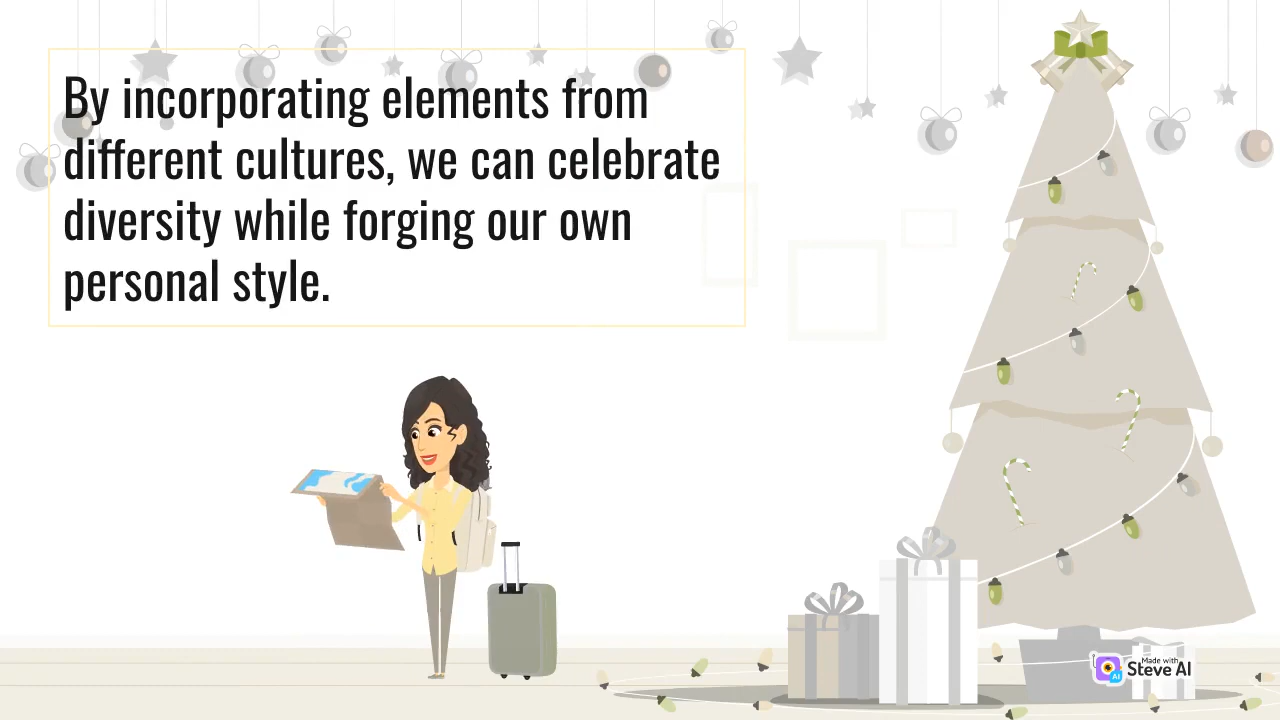 By incorporating elements from
different cultures, we can celebrate
diversity while forging our own
personal style.
Made with
Steve AI
AI